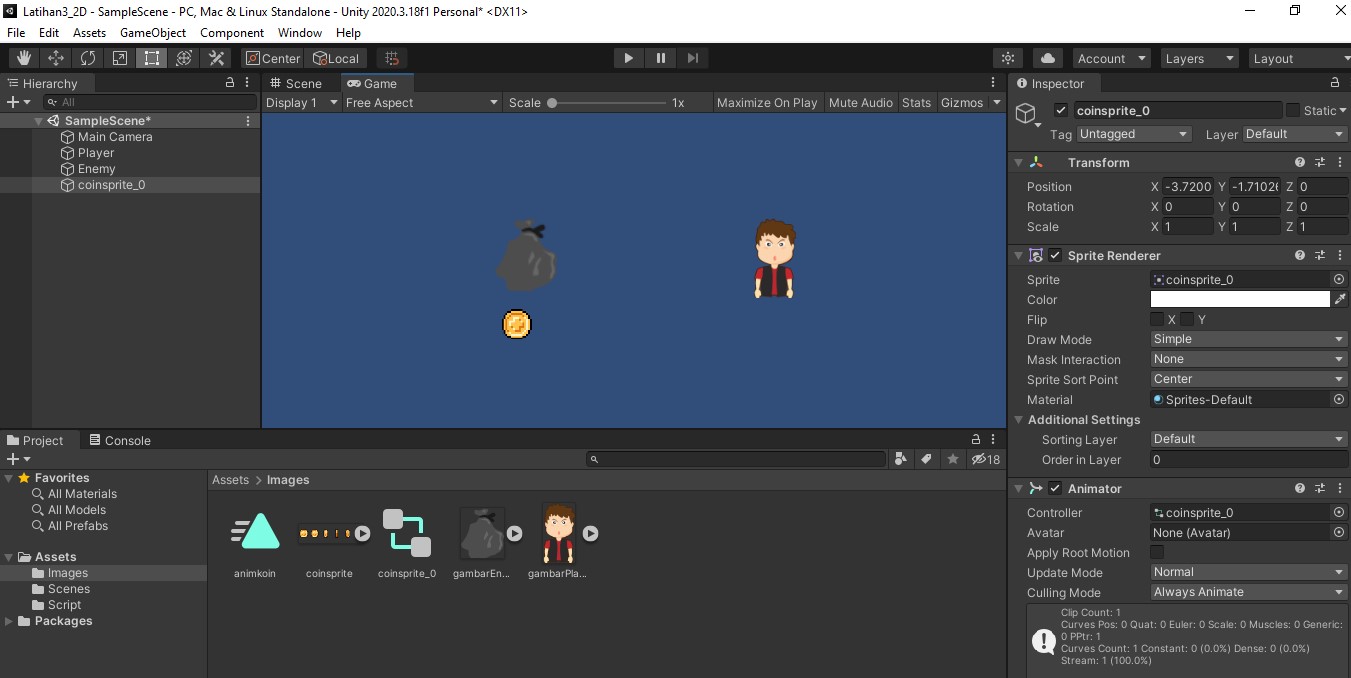 Latihan3_2D - SampleScene - PC, Mac & Linux Standalone - Unity 2020.3.18f1 Personal* <DX11>
File Edit Assets GameObject Component Window Help
Center Local Account Layers Layout
Hierarchy
All
SampleScene*
Main Camera
Player
Enemy
coinsprite_0
Scene Game
Display 1 Free Aspect Scale 1x Maximize On Play Mute Audio Stats Gizmos
Inspector
coinsprite_0 Static
Tag Untagged Layer Default
Transform
Position X -3.7200 Y -1.7102 Z 0
Rotation X 0 Y 0 Z 0
Scale X 1 Y 1 Z 1
Sprite Renderer
Sprite coinsprite_0
Color
Flip X Y
Draw Mode Simple
Mask Interaction None
Sprite Sort Point Center
Material Sprites-Default
Additional Settings
Sorting Layer Default
Order in Layer 0
Animator
Controller coinsprite_0
Avatar None (Avatar)
Apply Root Motion
Update Mode Normal
Culling Mode Always Animate
Clip Count: 1
Curves Pos: 0 Quat: 0 Euler: 0 Scale: 0 Muscles: 0 Generic:
0 PPtr: 1
Curves Count: 1 Constant: 0 (0.0%) Dense: 0 (0.0%)
Stream: 1 (100.0%)
Project Console
18
Favorites
All Materials
All Models
All Prefabs
Assets
Images
Scenes
Script
Packages
Assets > Images
animkoin coinsprite coinsprite_0 gambarEn... gambarPla...